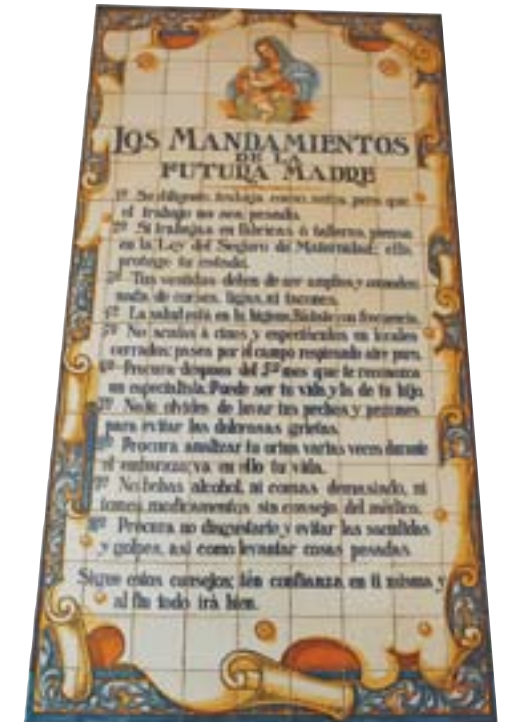 LOS MANDAMIENTOS
DE LA
FUTURA MADRE
1º Se diligente, trabaja como antes, pero que
el trabajo no sea pesado.
2º Si trabajas en fábricas ó talleres, piensa
en la Ley del Seguro de Maternidad; ella
protege tu estado.
3º Tus vestidos deben de ser amplios y cómodos
nada de corsés, ligas, ni tacones.
4º La salud está en la higiene. Báñate con frecuencia.
5º No acudas á cines y espectáculos en locales
cerrados; pasea por el campo respirando aire puro.
6º Procura después del 5º mes que te reconozca
un especialista. Puede ser tu vida y la de tu hijo.
7º No te olvides de lavar tus pechos y pezones
para evitar las dolorosas grietas.
8º Procura analizar tu orina varias veces durante
el embarazo; va en ello tu vida.
9º No bebas alcohol, ni comas demasiado, ni
tomes medicamentos sin consejo del médico.
10º Procura no disgustarte y evitar las sacudidas
y golpes, así como levantar cosas pesadas.
Sigue estos consejos; ten confianza en ti misma y
al fin todo irá bien.